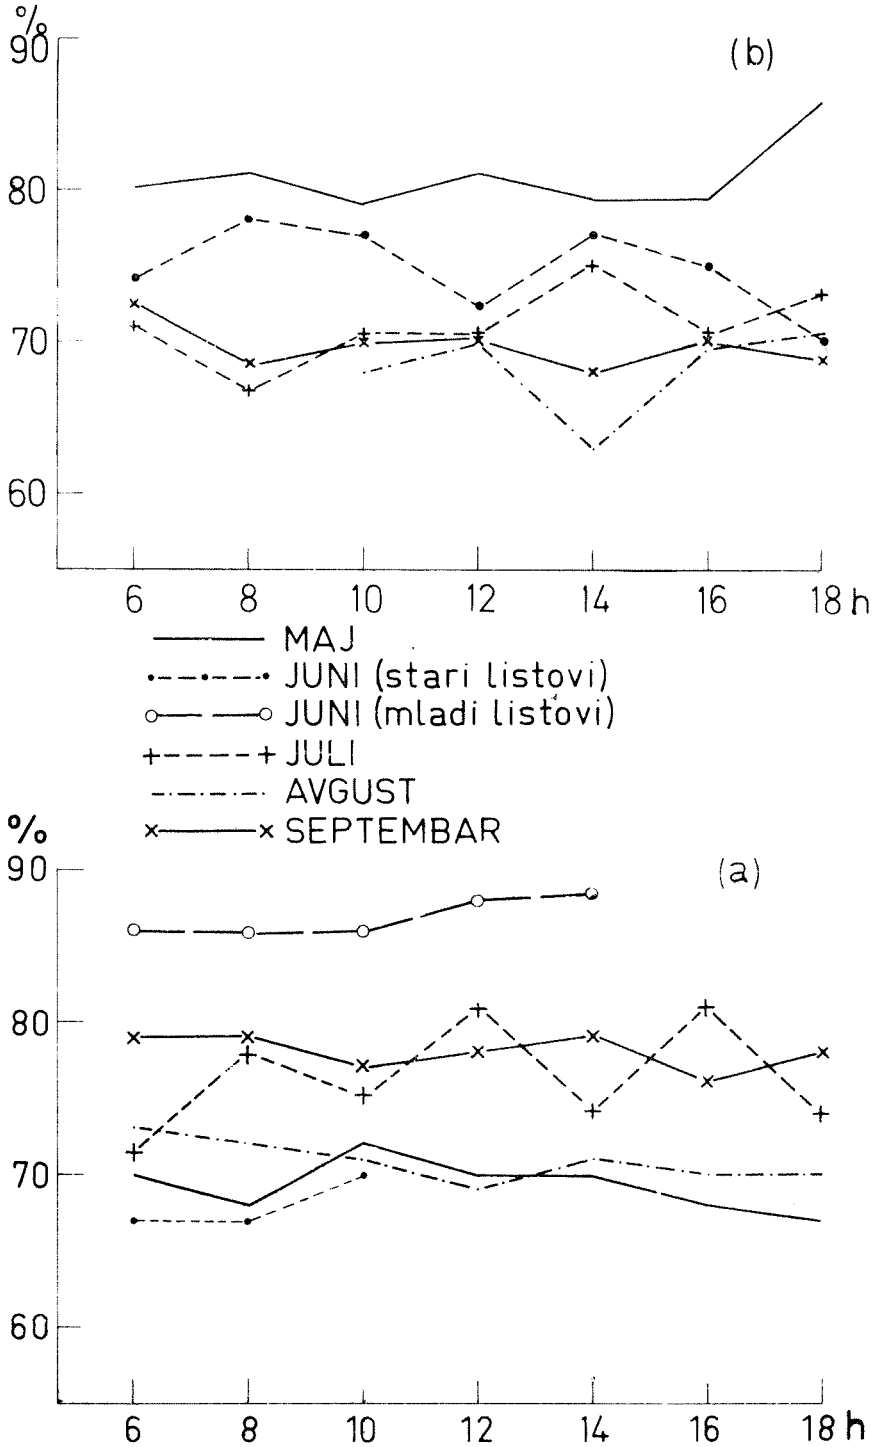 %
90
(b)
80
70
60
6 8 10 12 14 16 18 h
MAJ
JUNI (stari listovi)
JUNI (mladi listovi)
JULI
AVGUST
SEPTEMBAR
%
90
(a)
80
70
60
6 8 10 12 14 16 18 h